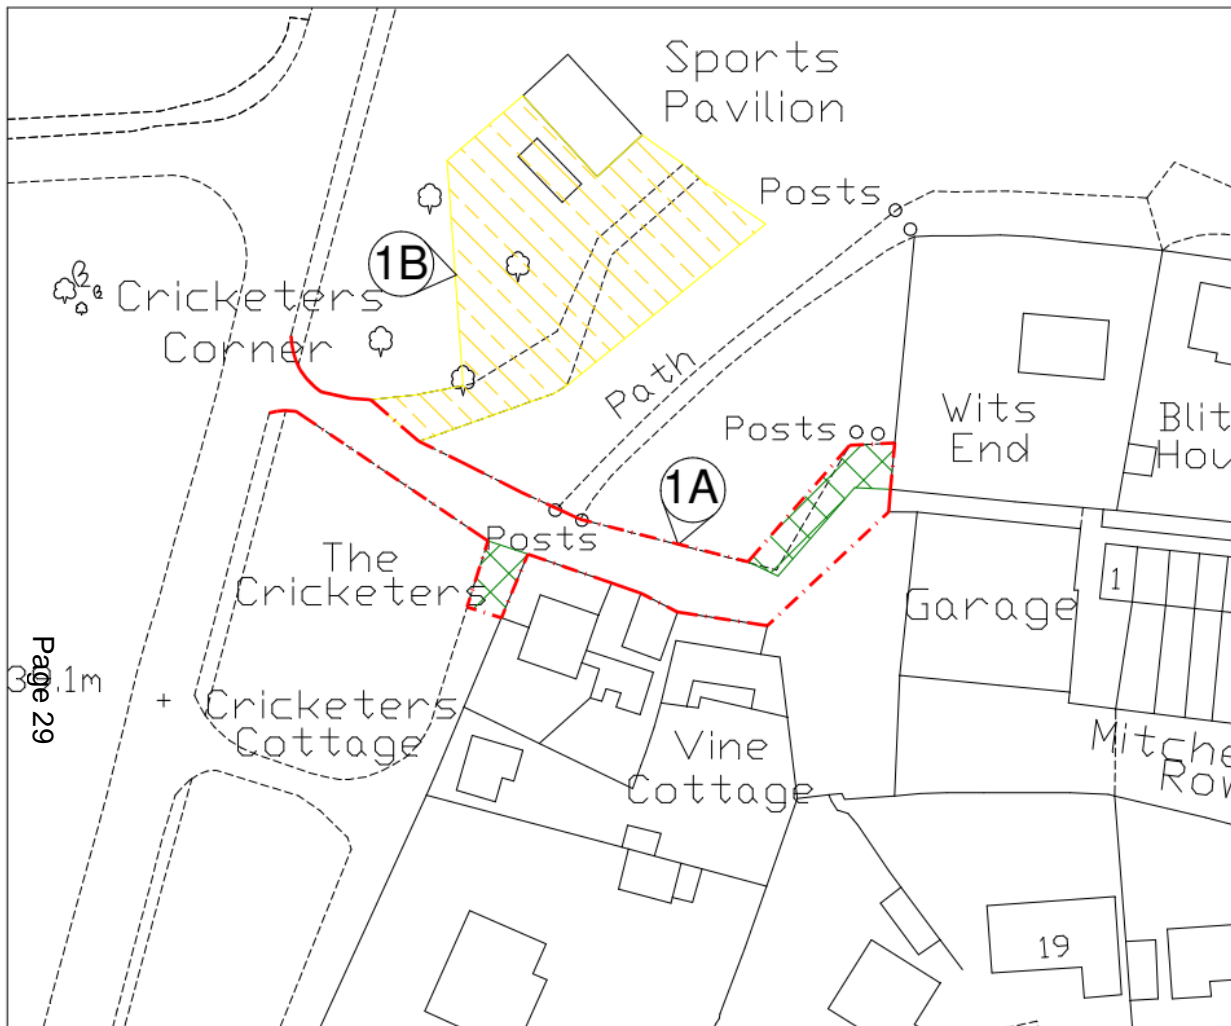 Sports
Pavilion
Posts
1B
Cricketers
Corner
Path
Wits
End
Posts
1A
Posts
The
Cricketers
Garage
1
Page 29
Cricketers
Cottage
Vine
Cottage
19